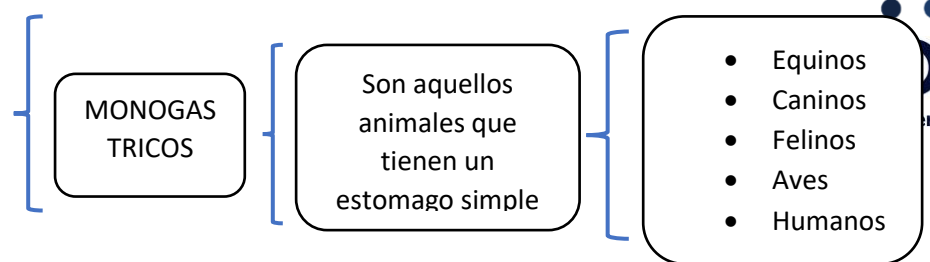 MONOGAS
TRICOS
Son aquellos
animales que
tienen un
estomago simple
• Equinos
• Caninos
• Felinos
• Aves
• Humanos